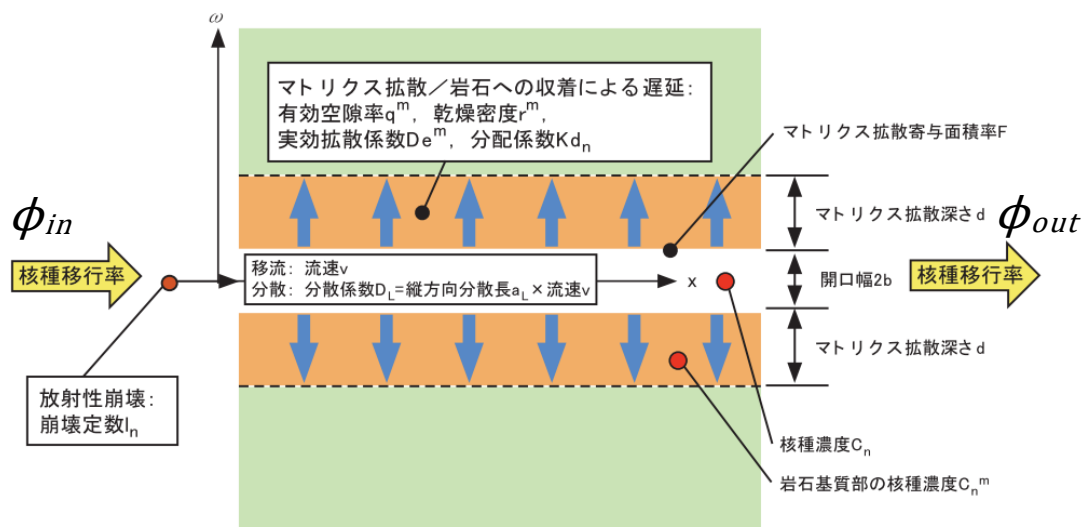 ω
マトリクス拡散／岩石への収着による遅延：
有効空隙率qᵐ， 乾燥密度rᵐ，
実効拡散係数Deᵐ， 分配係数Kdₙ
マトリクス拡散寄与面積率F
マトリクス拡散深さd
ϕin
核種移行率
移流： 流速v
分散： 分散係数D_L=縦方向分散長a_L×流速v
x
開口幅2b
ϕout
核種移行率
マトリクス拡散深さd
放射性崩壊：
崩壊定数lₙ
核種濃度Cₙ
岩石基質部の核種濃度Cₙᵐ